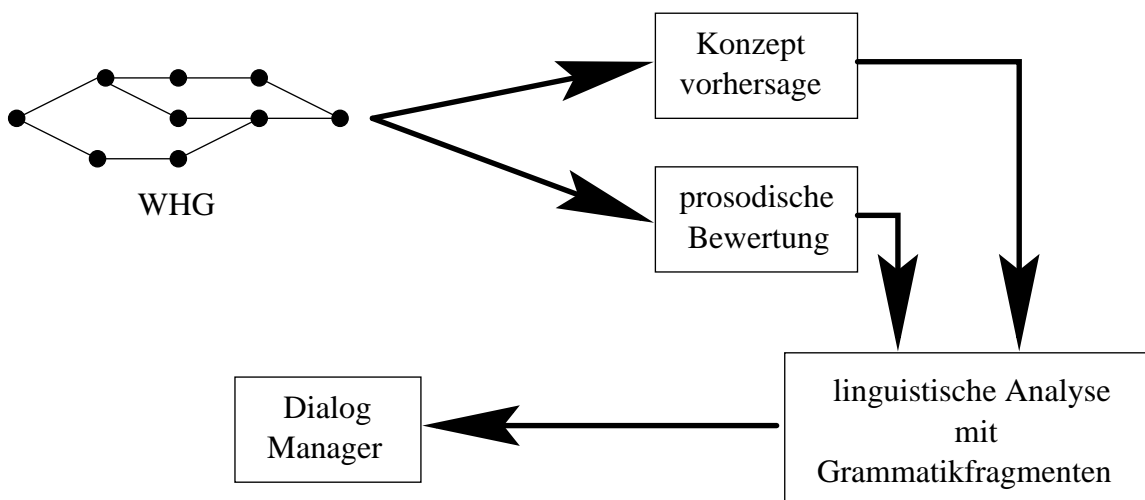 Konzept
vorhersage
WHG
prosodische
Bewertung
linguistische Analyse
mit
Grammatikfragmenten
Dialog
Manager